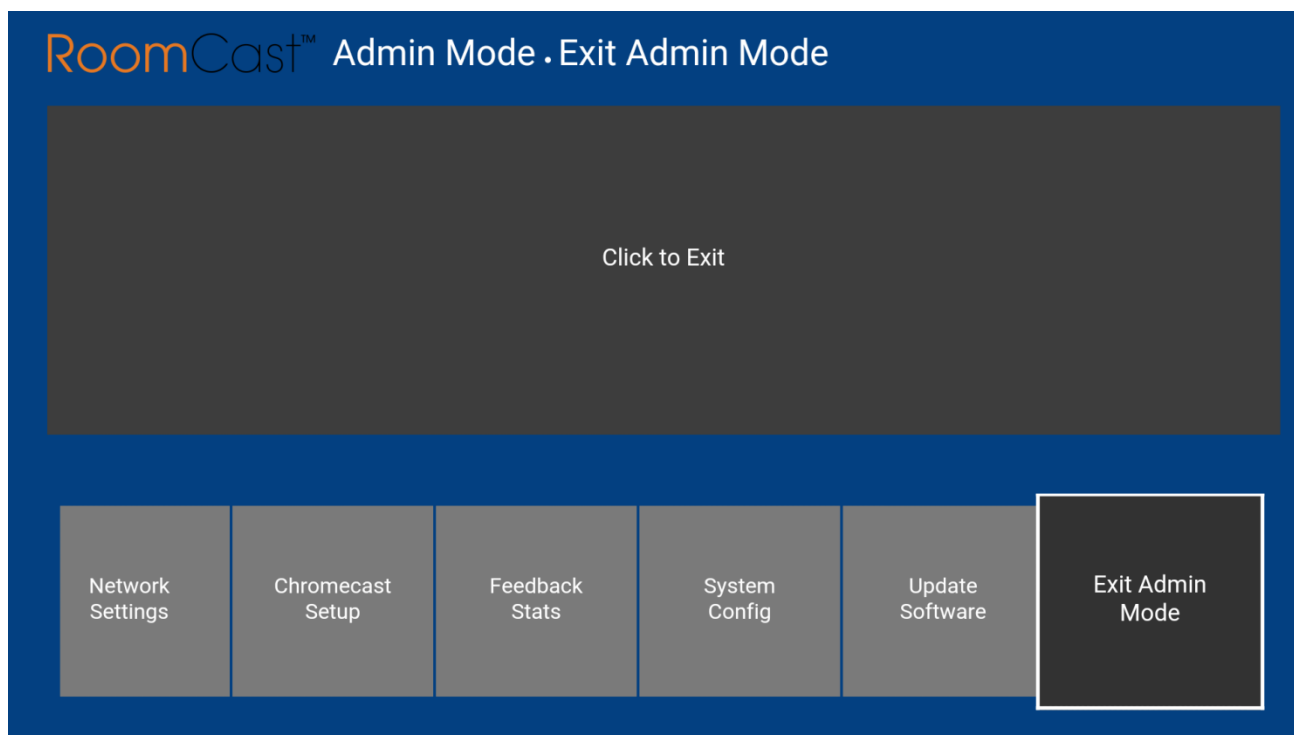 RoomCast™ Admin Mode . Exit Admin Mode
Click to Exit
Network
Settings
Chromecast
Setup
Feedback
Stats
System
Config
Update
Software
Exit Admin
Mode